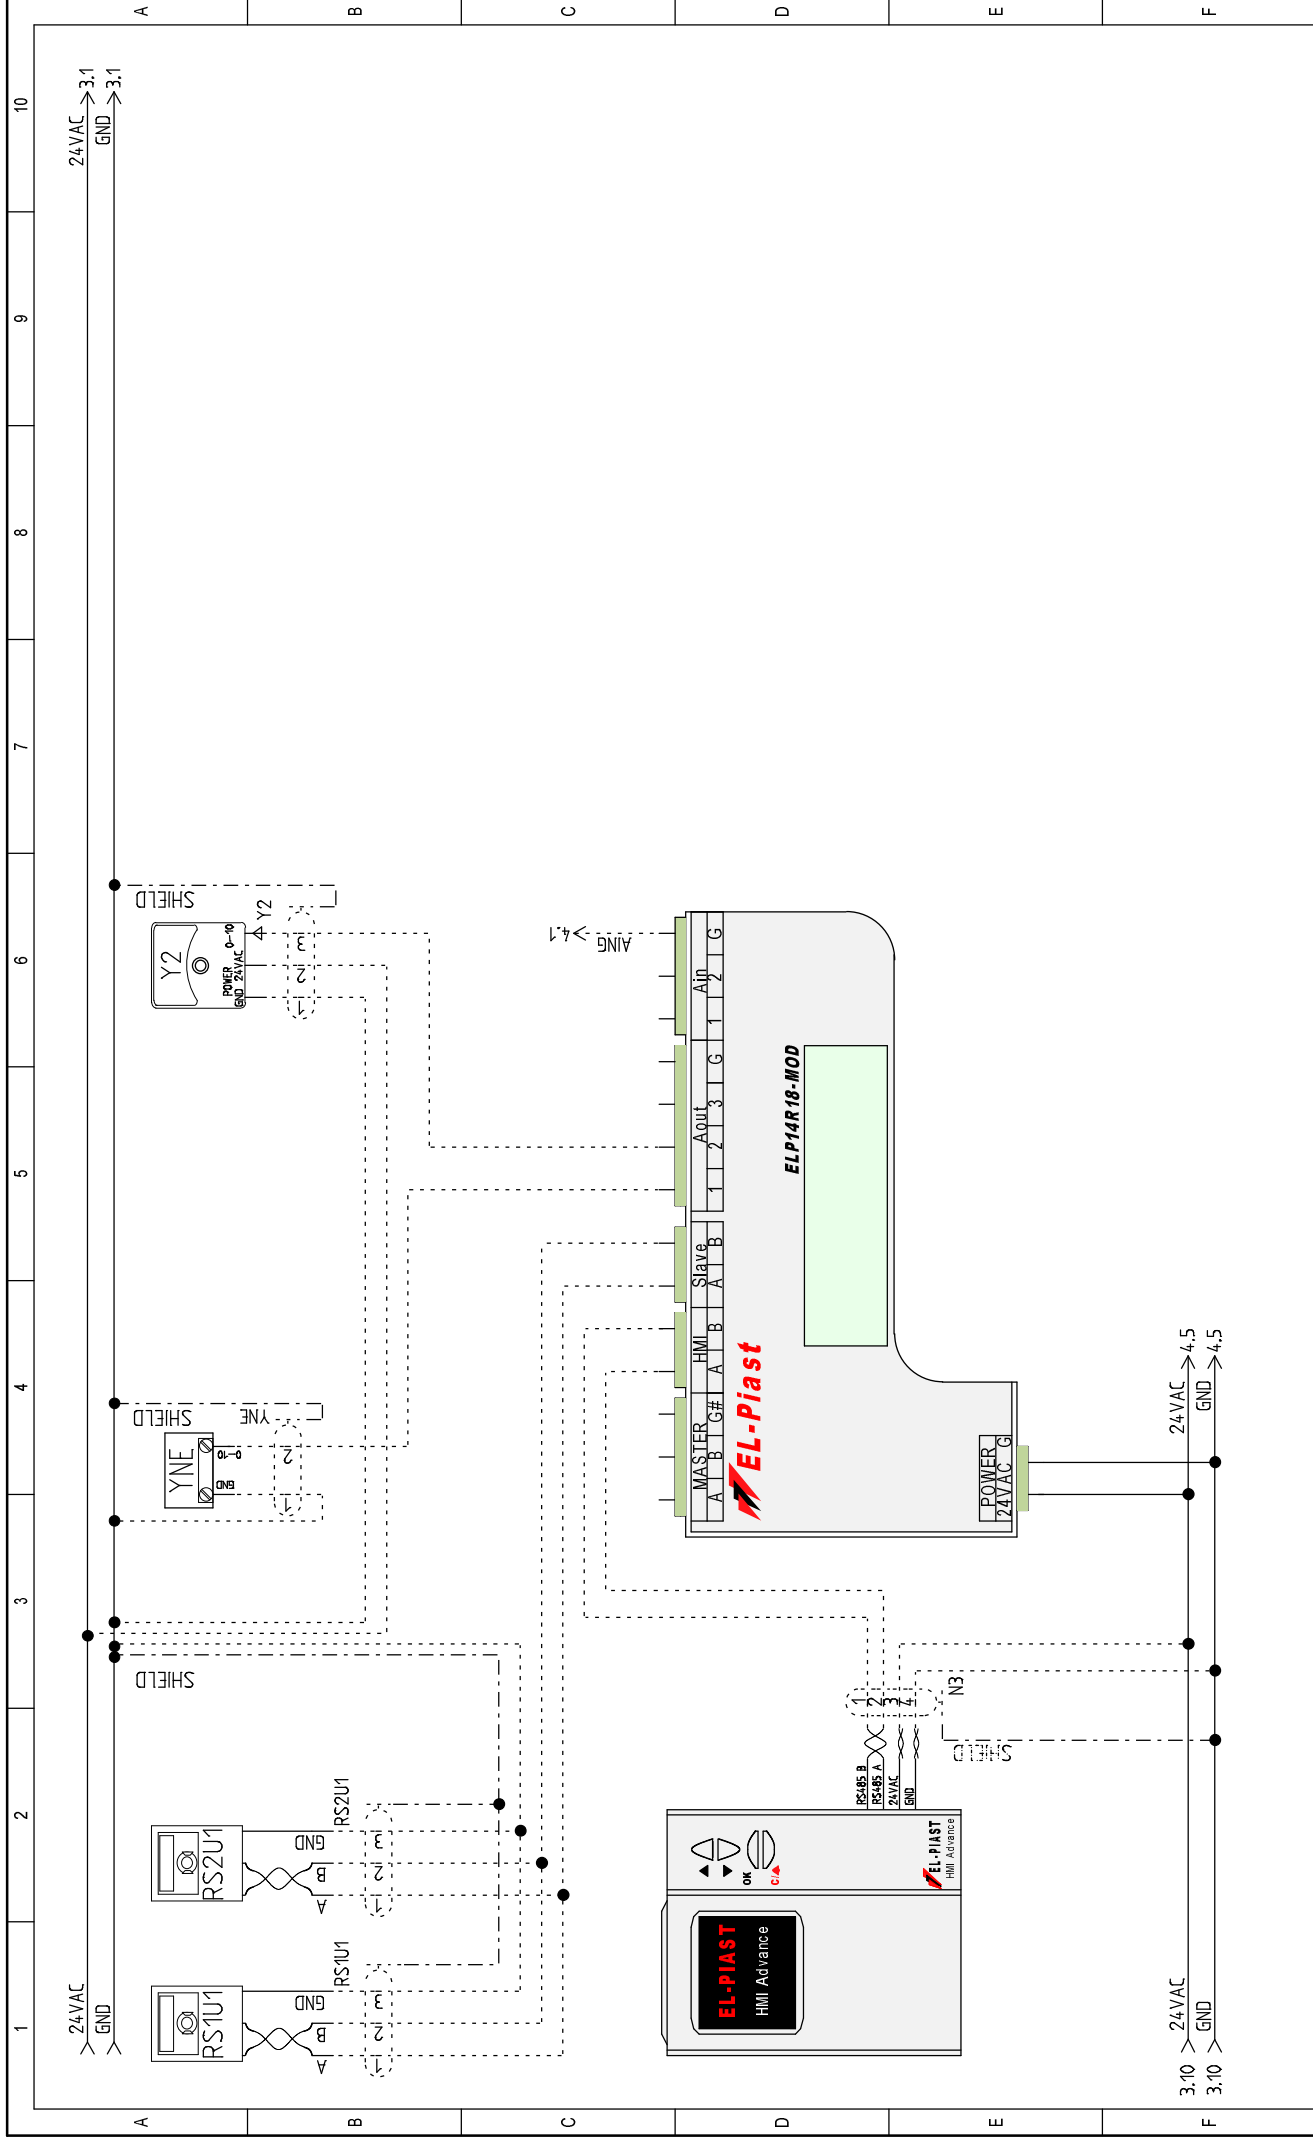 1
2
3
4
5
6
7
8
9
10
A
B
C
D
E
F
A
B
C
D
E
F
24VAC
GND
24VAC
3.1
GND
3.1
RS1U1
A
B
GND
1
2
3
RS1U1
RS2U1
A
B
GND
1
2
3
RS2U1
SHIELD
YNE
GND
0-10
1
2
YNE
SHIELD
Y2
POWER
GND
24VAC
0-10
1
2
3
Y2
SHIELD
4.1
AING
MASTER
A
B
G#
HMI
A
B
Slave
A
B
Aout
1
2
3
G
Ain
1
2
G
EL-Piast
ELP14R18-MOD
POWER
24VAC
G
EL-PIAST
HMI Advance
OK
C/
EL-PIAST
HMI Advance
RS485 B
RS485 A
24VAC
GND
1
2
3
4
N3
SHIELD
3.10
24VAC
3.10
GND
24VAC
4.5
GND
4.5